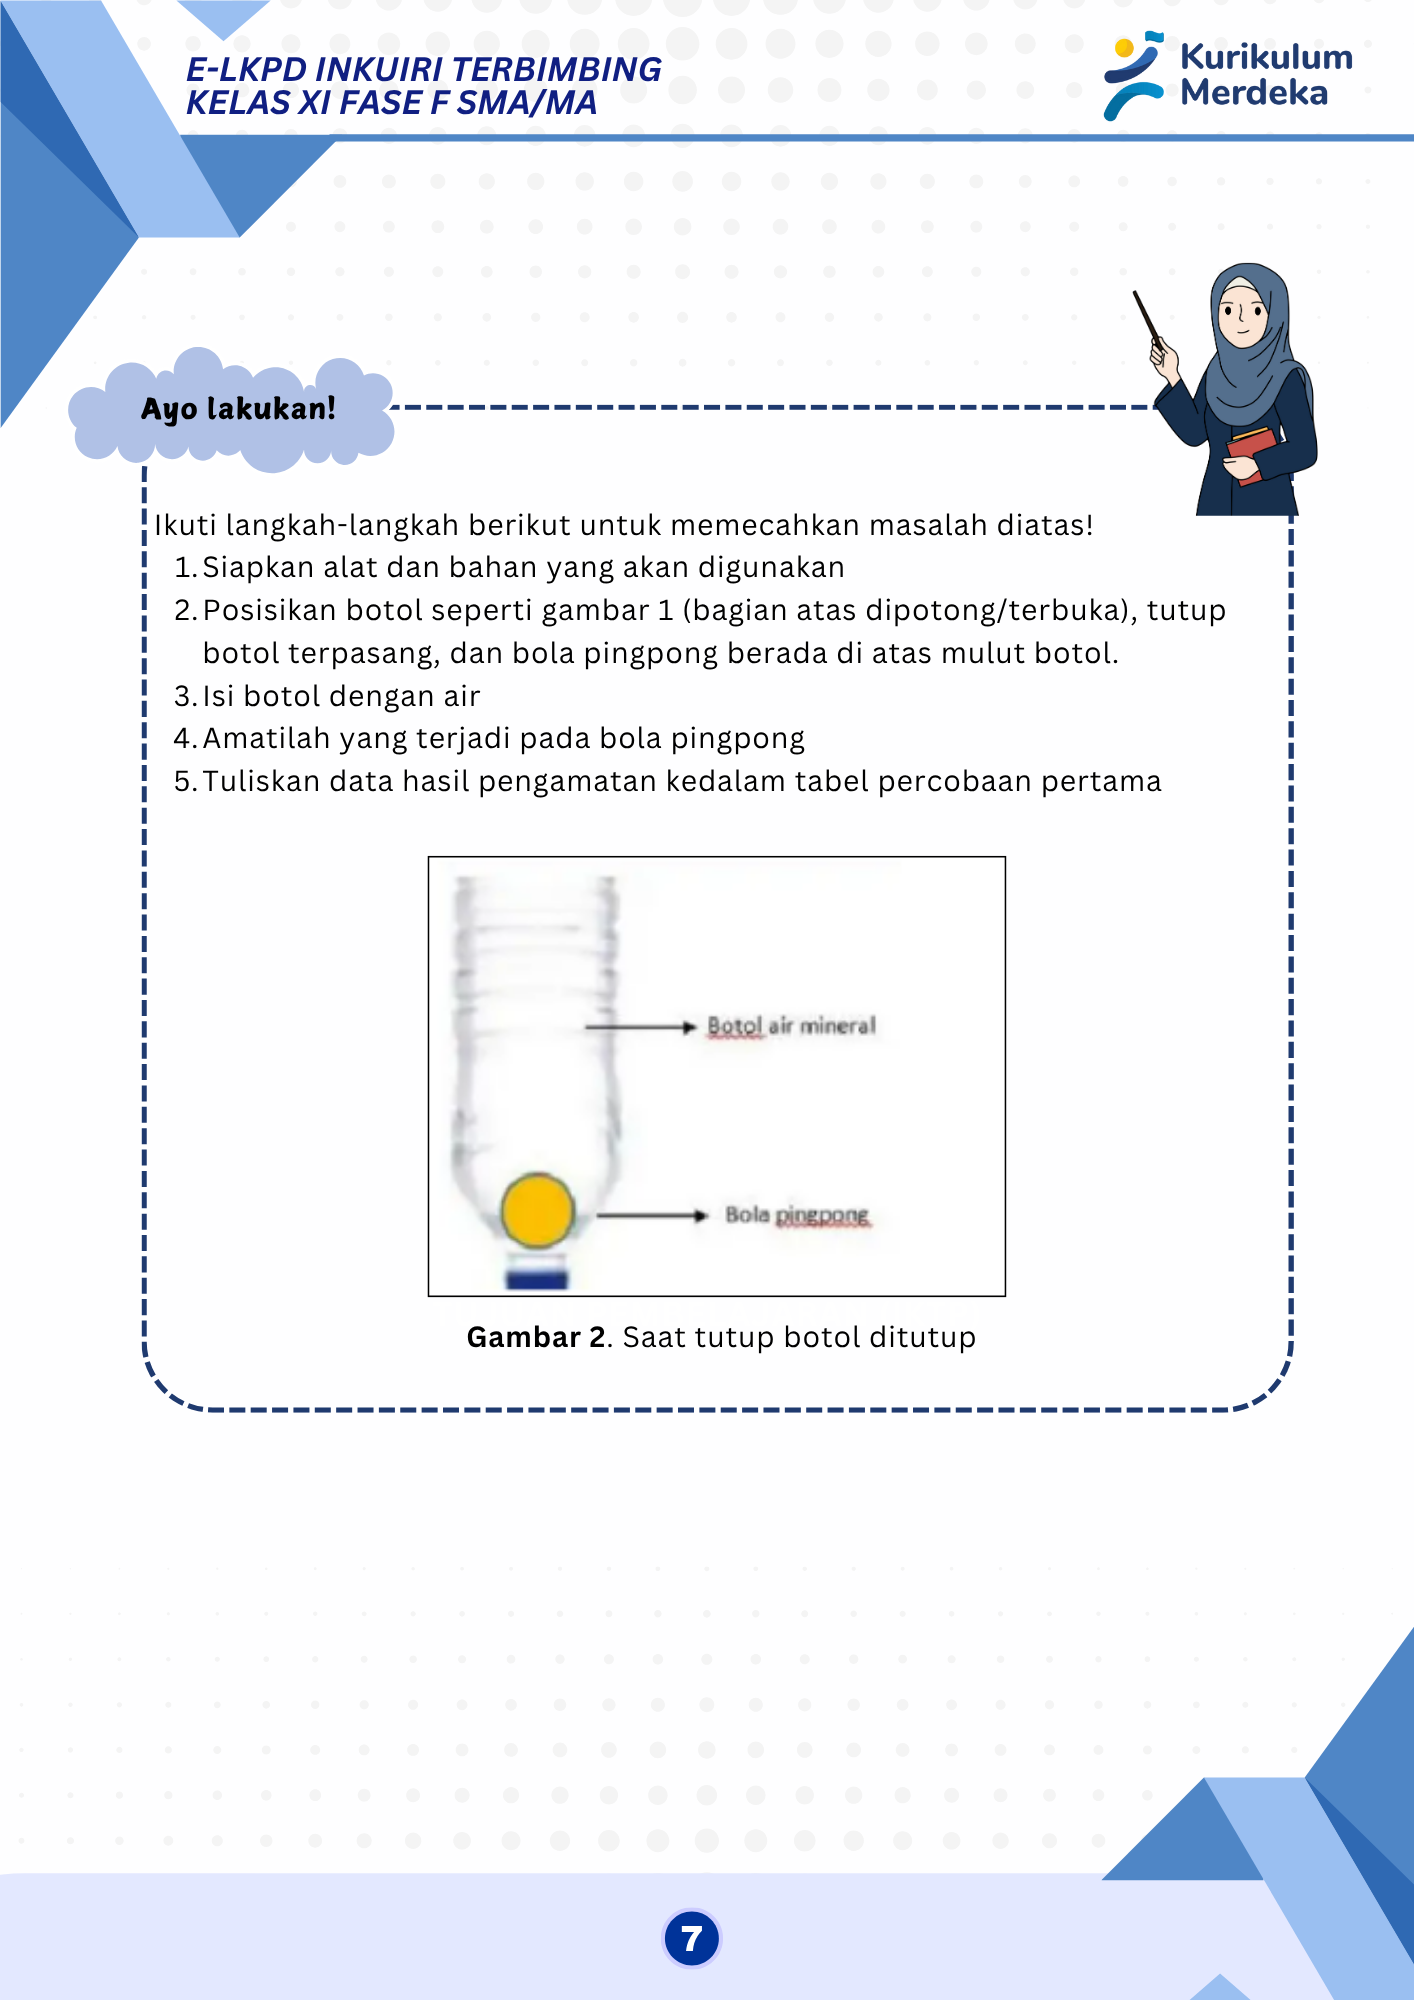 E-LKPD INKUIRI TERBIMBING
KELAS XI FASE F SMA/MA
Kurikulum
Merdeka
Ayo lakukan!
Ikuti langkah-langkah berikut untuk memecahkan masalah diatas!
1. Siapkan alat dan bahan yang akan digunakan
2. Posisikan botol seperti gambar 1 (bagian atas dipotong/terbuka), tutup
botol terpasang, dan bola pingpong berada di atas mulut botol.
3. Isi botol dengan air
4. Amatilah yang terjadi pada bola pingpong
5. Tuliskan data hasil pengamatan kedalam tabel percobaan pertama
Botol air mineral
Bola pingpong
Gambar 2. Saat tutup botol ditutup
7